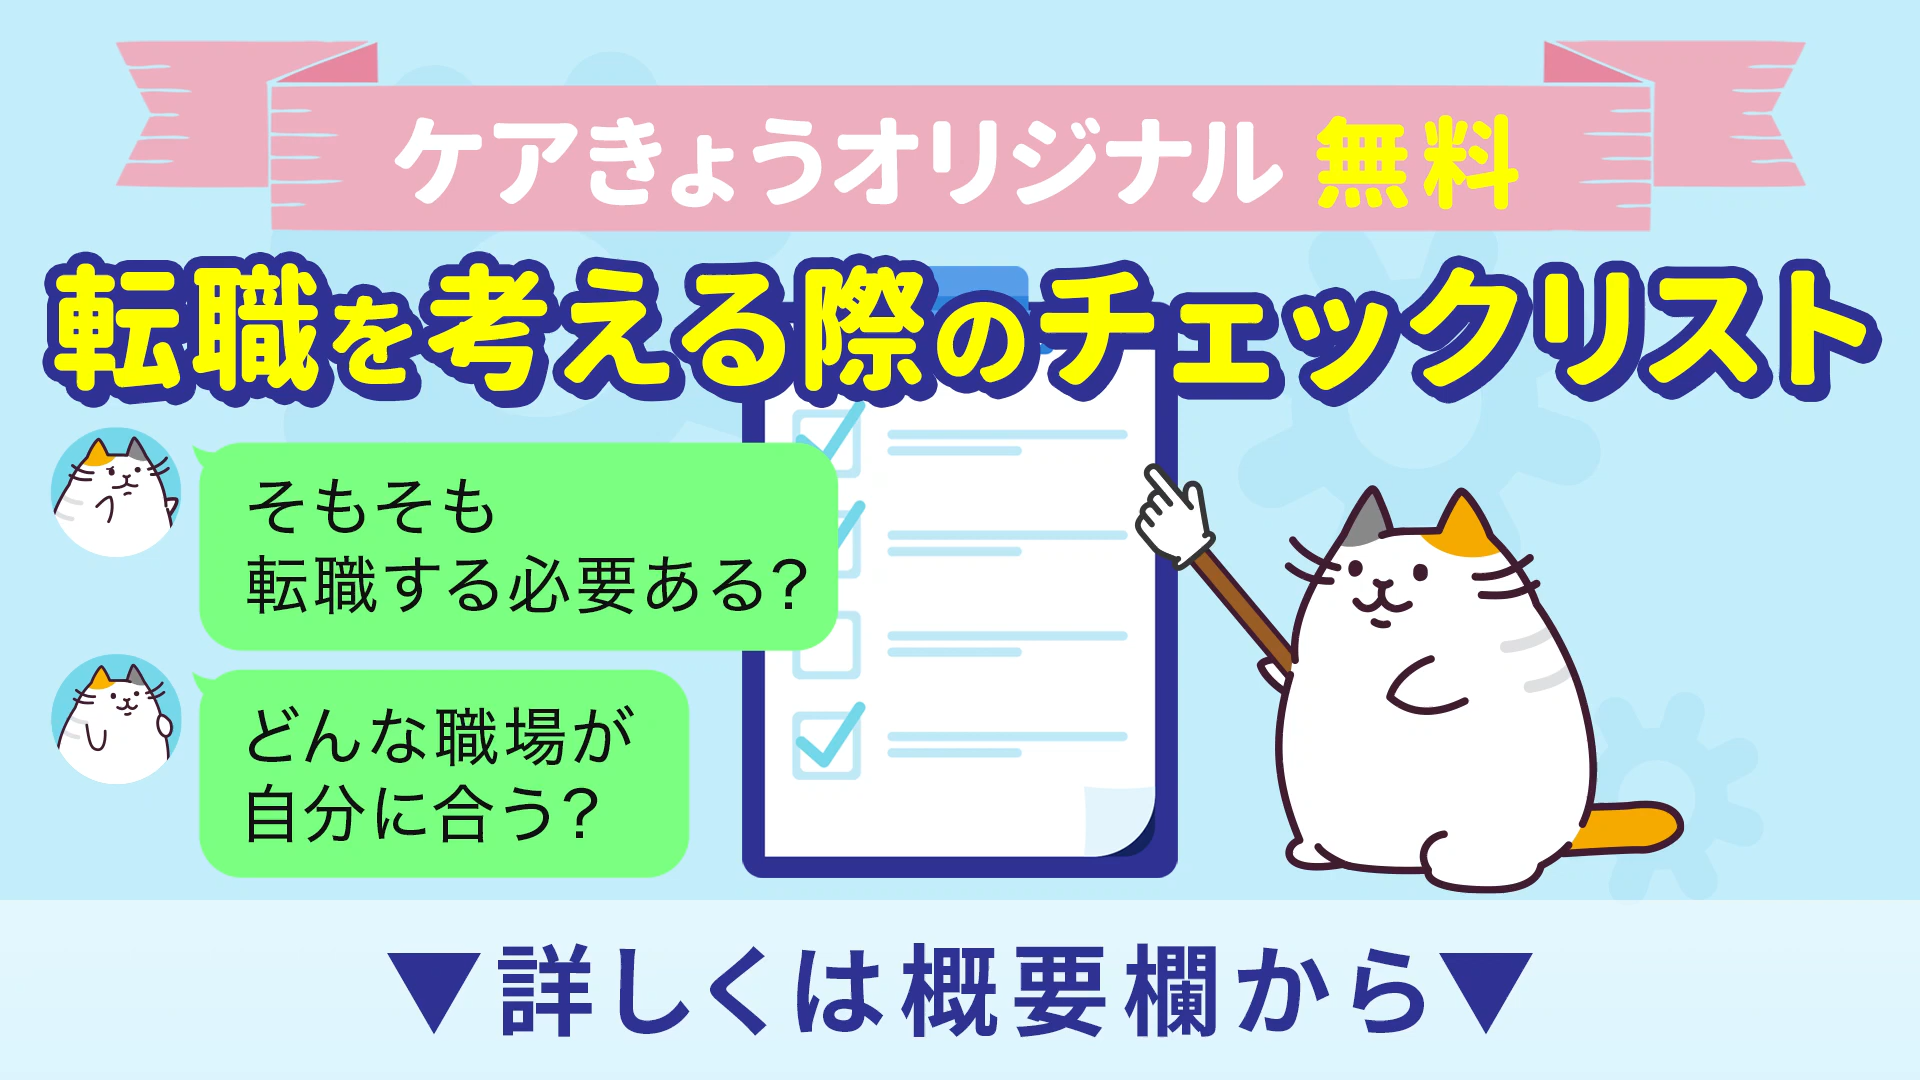 ケアきょうオリジナル 無料
転職を考える際のチェックリスト
そもそも
転職する必要ある?
どんな職場が
自分に合う?
▼詳しくは概要欄から▼